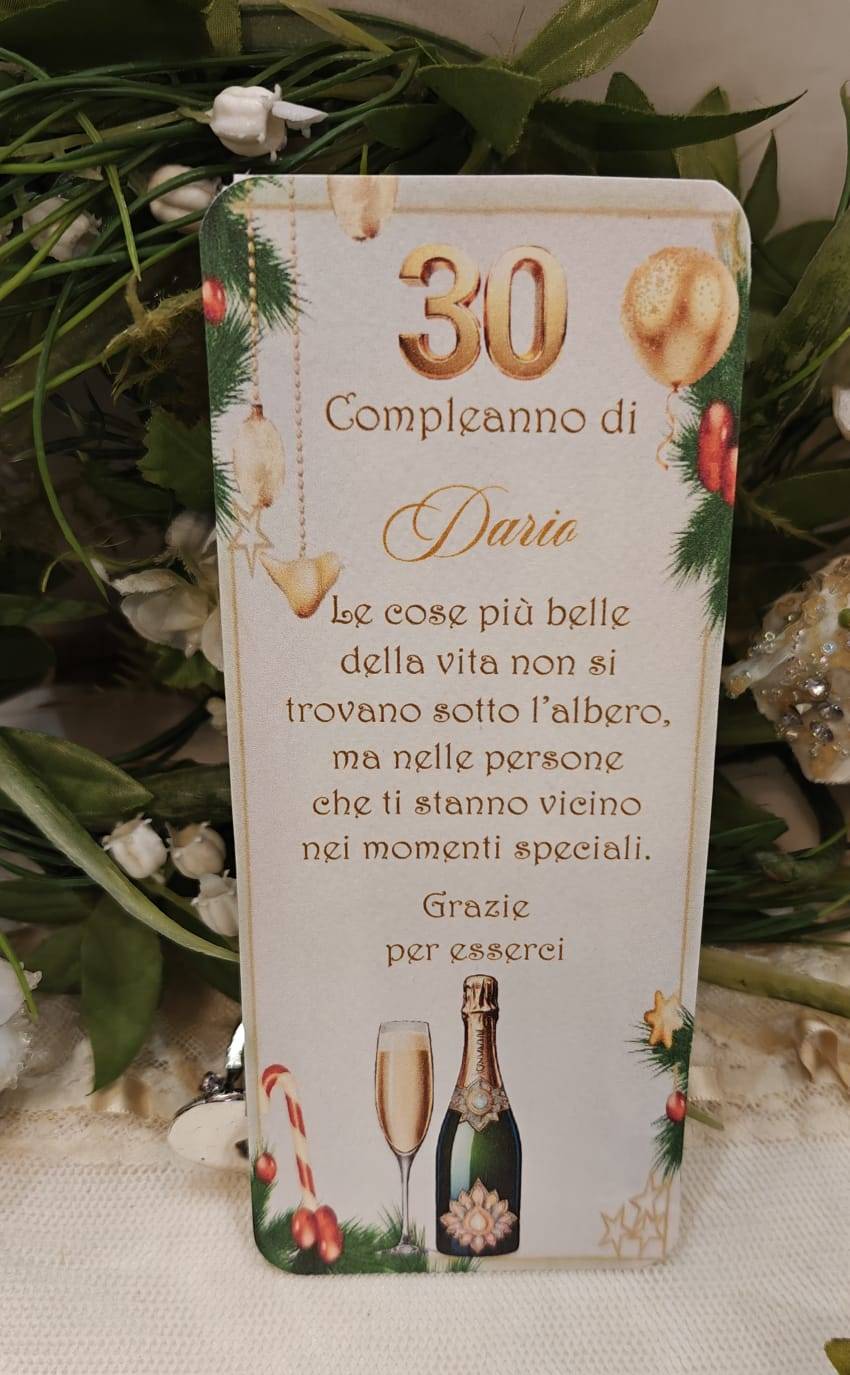 30
Compleanno di
Dario
Le cose più belle
della vita non si
trovano sotto l'albero,
ma nelle persone
che ti stanno vicino
nei momenti speciali.
Grazie
per esserci